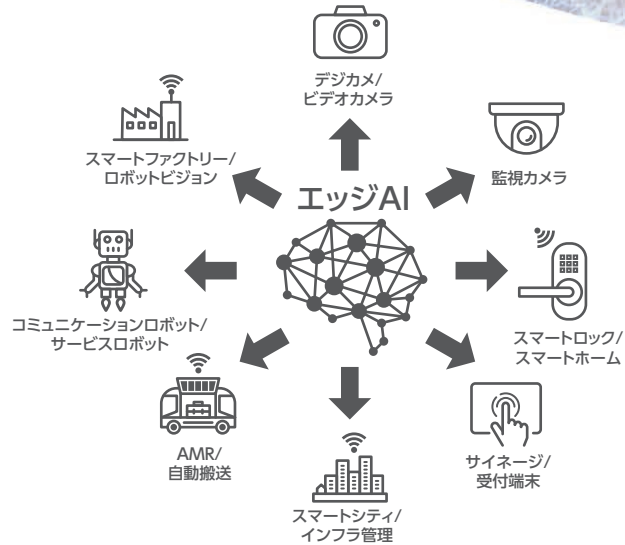 デジカメ/
ビデオカメラ
スマートファクトリー/
ロボットビジョン
監視カメラ
エッジAI
コミュニケーションロボット/
サービスロボット
スマートロック/
スマートホーム
AMR/
自動搬送
サイネージ/
受付端末
スマートシティ/
インフラ管理